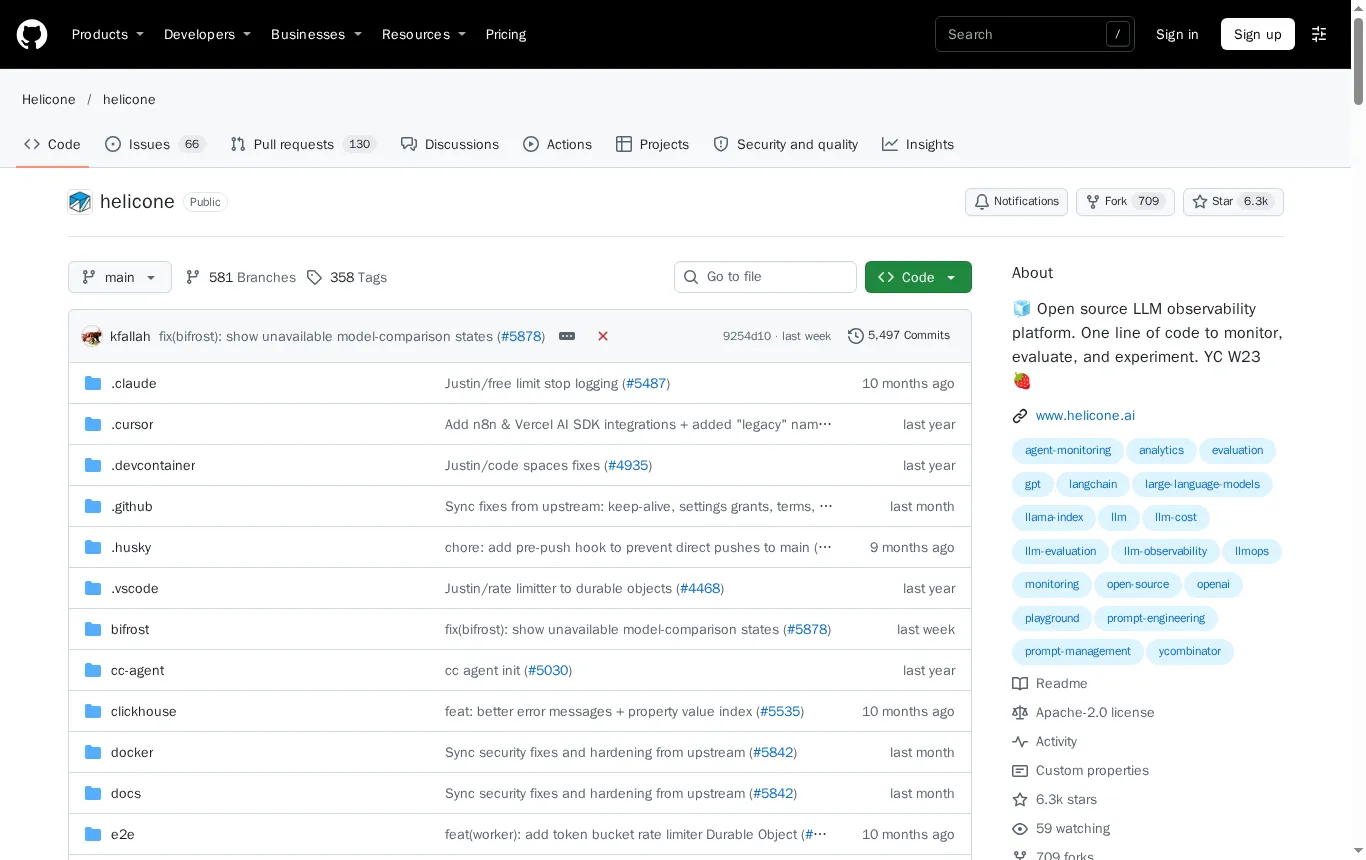 Products Developers Businesses Resources Pricing Search / Sign in Sign up
Helicone / helicone
Code Issues 66 Pull requests 130 Discussions Actions Projects Security and quality Insights
helicone Public Notifications Fork 709 Star 6.3k
main 581 Branches 358 Tags Go to file Code
kfallah fix(bifrost): show unavailable model-comparison states (#5878) 9254d10 · last week 5,497 Commits
.claude Justin/free limit stop logging (#5487) 10 months ago
.cursor Add n8n & Vercel AI SDK integrations + added "legacy" nam… last year
.devcontainer Justin/code spaces fixes (#4935) last year
.github Sync fixes from upstream: keep-alive, settings grants, terms, … last month
.husky chore: add pre-push hook to prevent direct pushes to main (… 9 months ago
.vscode Justin/rate limitter to durable objects (#4468) last year
bifrost fix(bifrost): show unavailable model-comparison states (#5878) last week
cc-agent cc agent init (#5030) last year
clickhouse feat: better error messages + property value index (#5535) 10 months ago
docker Sync security fixes and hardening from upstream (#5842) last month
docs Sync security fixes and hardening from upstream (#5842) last month
e2e feat(worker): add token bucket rate limiter Durable Object (#… 10 months ago
About
🧊 Open source LLM observability
platform. One line of code to monitor,
evaluate, and experiment. YC W23
🍓
www.helicone.ai
agent-monitoring analytics evaluation
gpt langchain large-language-models
llama-index llm llm-cost
llm-evaluation llm-observability llmops
monitoring open-source openai
playground prompt-engineering
prompt-management ycombinator
Readme
Apache-2.0 license
Activity
Custom properties
6.3k stars
59 watching
709 forks